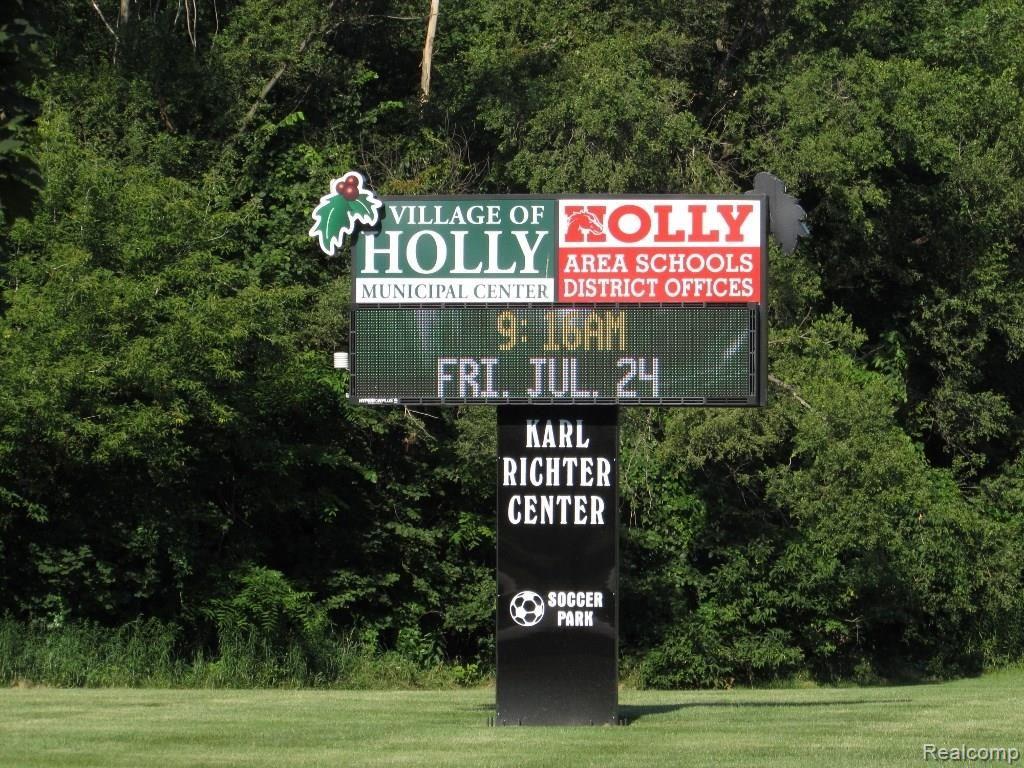 VILLAGE OF
HOLLY
MUNICIPAL CENTER
HOLLY
AREA SCHOOLS
DISTRICT OFFICES
9:16AM
FRI. JUL. 24
KARL
RICHTER
CENTER
SOCCER
PARK
Realcomp